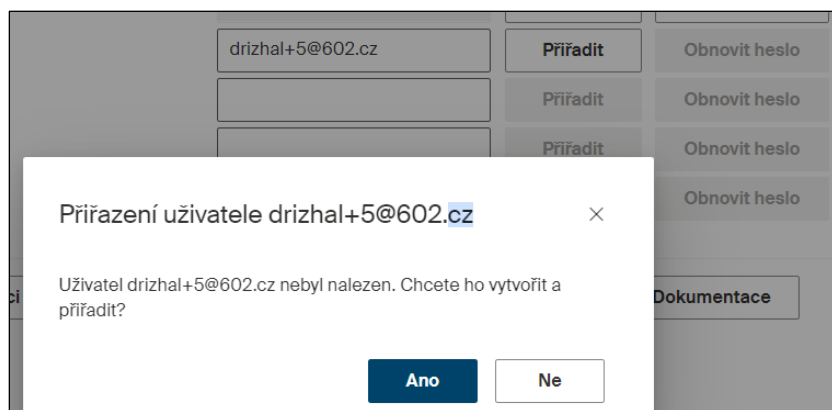 drizhal+5@602.cz Přiřadit Obnovit heslo
Přiřadit Obnovit heslo
Přiřadit Obnovit heslo
Obnovit heslo
Přiřazení uživatele drizhal+5@602.cz
Uživatel drizhal+5@602.cz nebyl nalezen. Chcete ho vytvořit a
přiřadit?
ci Dokumentace
Ano Ne